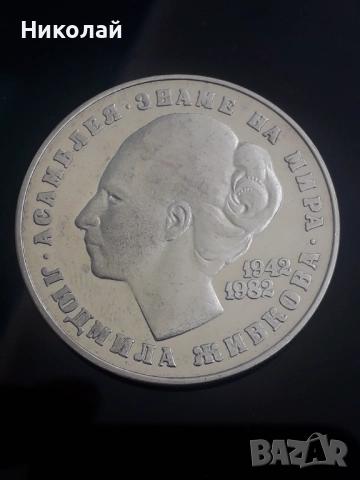 Николай
АСАМБЛЕЯ · ЗНАМЕ НА МИРА ·
ЛЮДМИЛА ЖИВКОВА ·
1942
1982
BAZAR